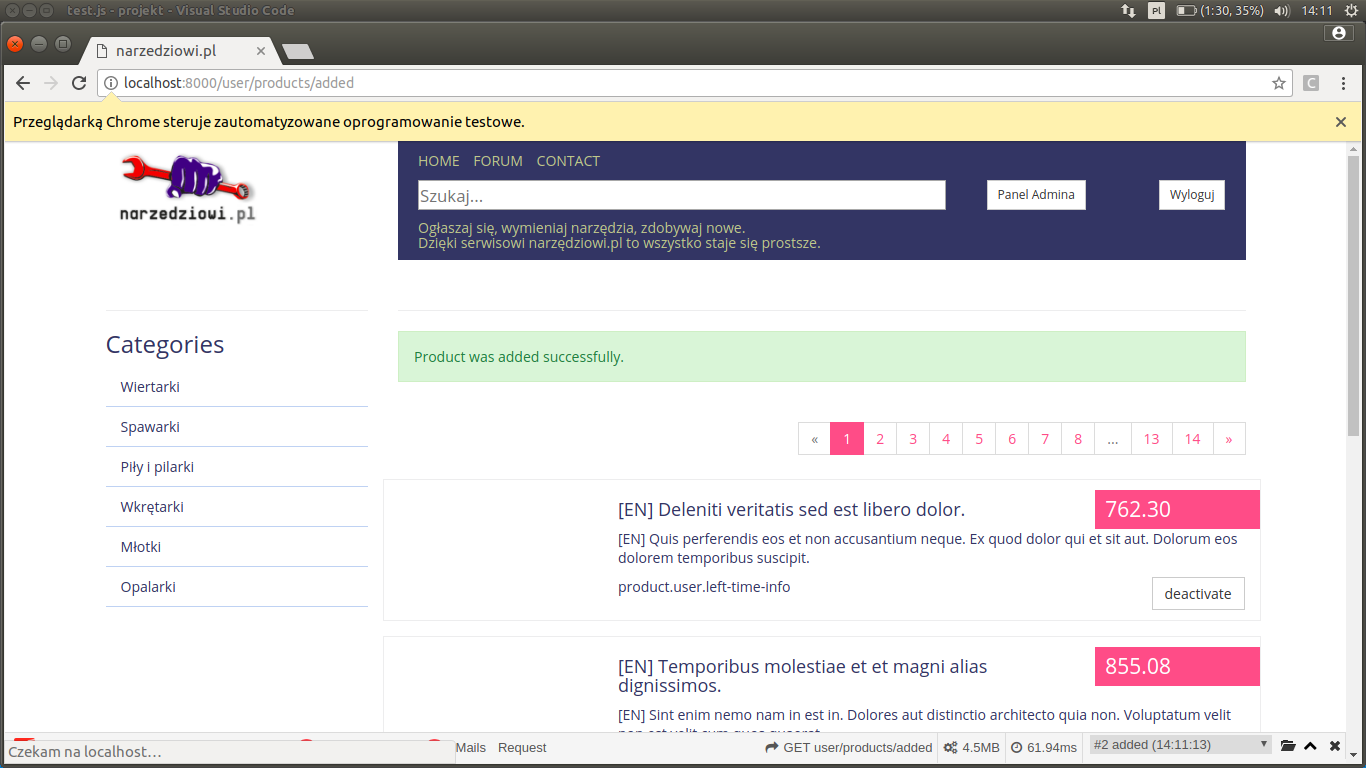 test.js - projekt - Visual Studio Code
Pl
(1:30, 35%)
14:11
narzedziowi.pl
localhost:8000/user/products/added
C
Przeglądarką Chrome steruje zautomatyzowane oprogramowanie testowe.
narzedziowi.pl
HOME FORUM CONTACT
Szukaj...
Panel Admina
Wyloguj
Ogłaszaj się, wymieniaj narzędzia, zdobywaj nowe.
Dzięki serwisowi narzędziowi.pl to wszystko staje się prostsze.
Categories
Wiertarki
Spawarki
Piły i pilarki
Wkrętarki
Młotki
Opalarki
Product was added successfully.
« 1 2 3 4 5 6 7 8 ... 13 14 »
[EN] Deleniti veritatis sed est libero dolor.
762.30
[EN] Quis perferendis eos et non accusantium neque. Ex quod dolor qui et sit aut. Dolorum eos
dolorem temporibus suscipit.
product.user.left-time-info
deactivate
[EN] Temporibus molestiae et et magni alias
dignissimos.
855.08
[EN] Sint enim nemo nam in est in. Dolores aut distinctio architecto quia non. Voluptatum velit
Czekam na localhost…
Mails Request
GET user/products/added
4.5MB
61.94ms
#2 added (14:11:13)